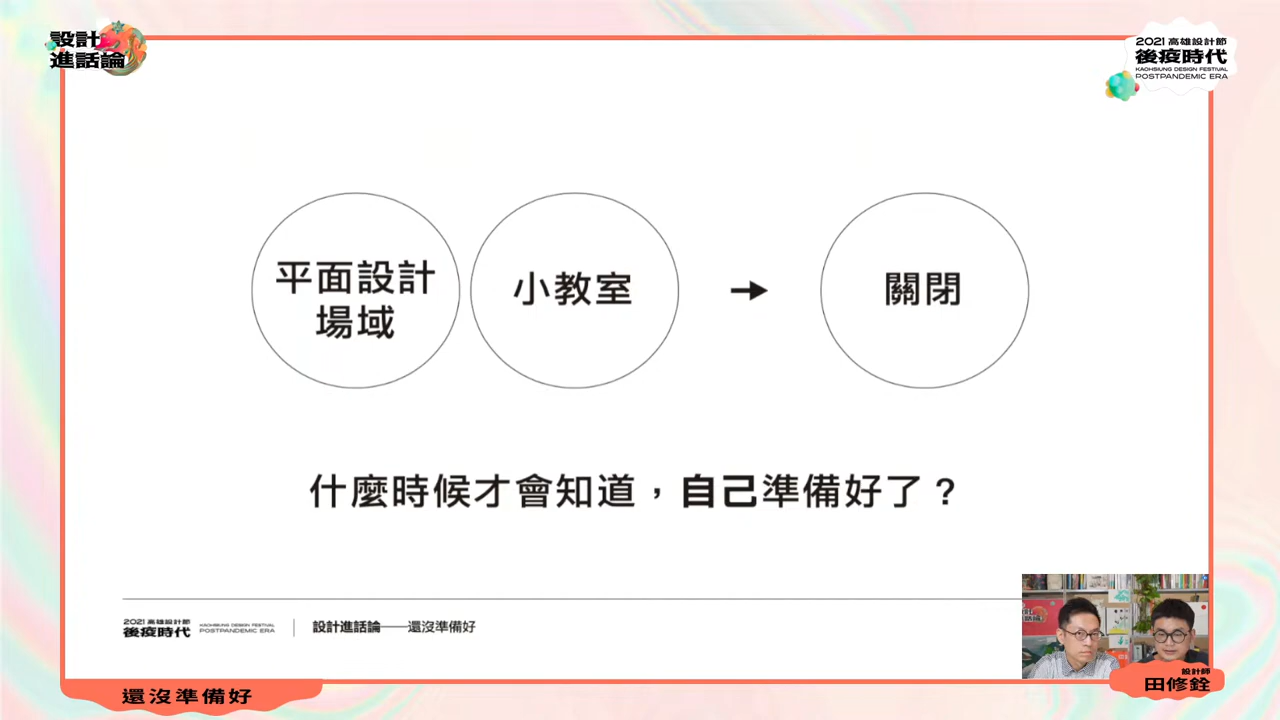 設計
進話論
2021 高雄設計節
後疫時代
KAOHSIUNG DESIGN FESTIVAL
POSTPANDEMIC ERA
平面設計
場域
小教室
關閉
什麼時候才會知道，自己準備好了？
2021 高雄設計節
後疫時代
KAOHSIUNG DESIGN FESTIVAL
POSTPANDEMIC ERA
設計進話論——還沒準備好
還沒準備好
設計師
田修銓